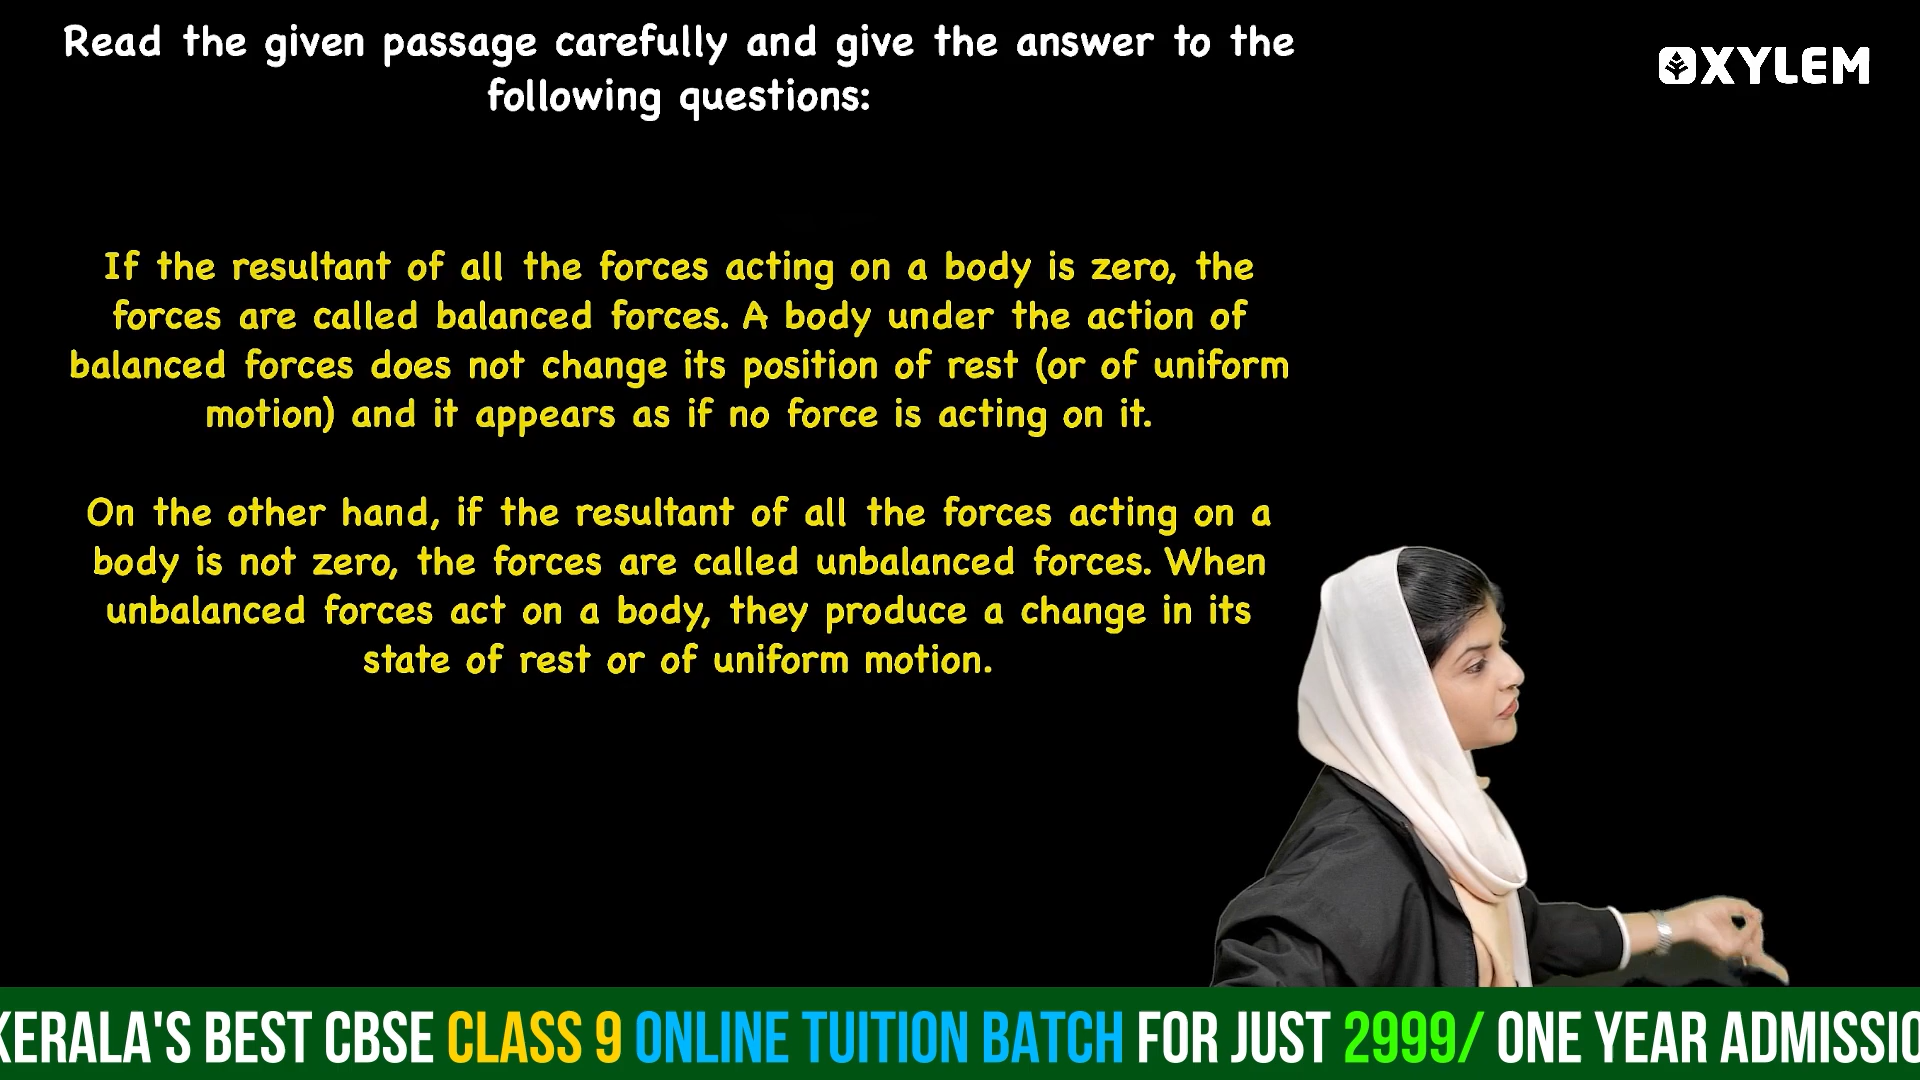 Read the given passage carefully and give the answer to the
following questions:
XYLEM
If the resultant of all the forces acting on a body is zero, the
forces are called balanced forces. A body under the action of
balanced forces does not change its position of rest (or of uniform
motion) and it appears as if no force is acting on it.
On the other hand, if the resultant of all the forces acting on a
body is not zero, the forces are called unbalanced forces. When
unbalanced forces act on a body, they produce a change in its
state of rest or of uniform motion.
KERALA'S BEST CBSE CLASS 9 ONLINE TUITION BATCH FOR JUST 2999/ ONE YEAR ADMISSIO